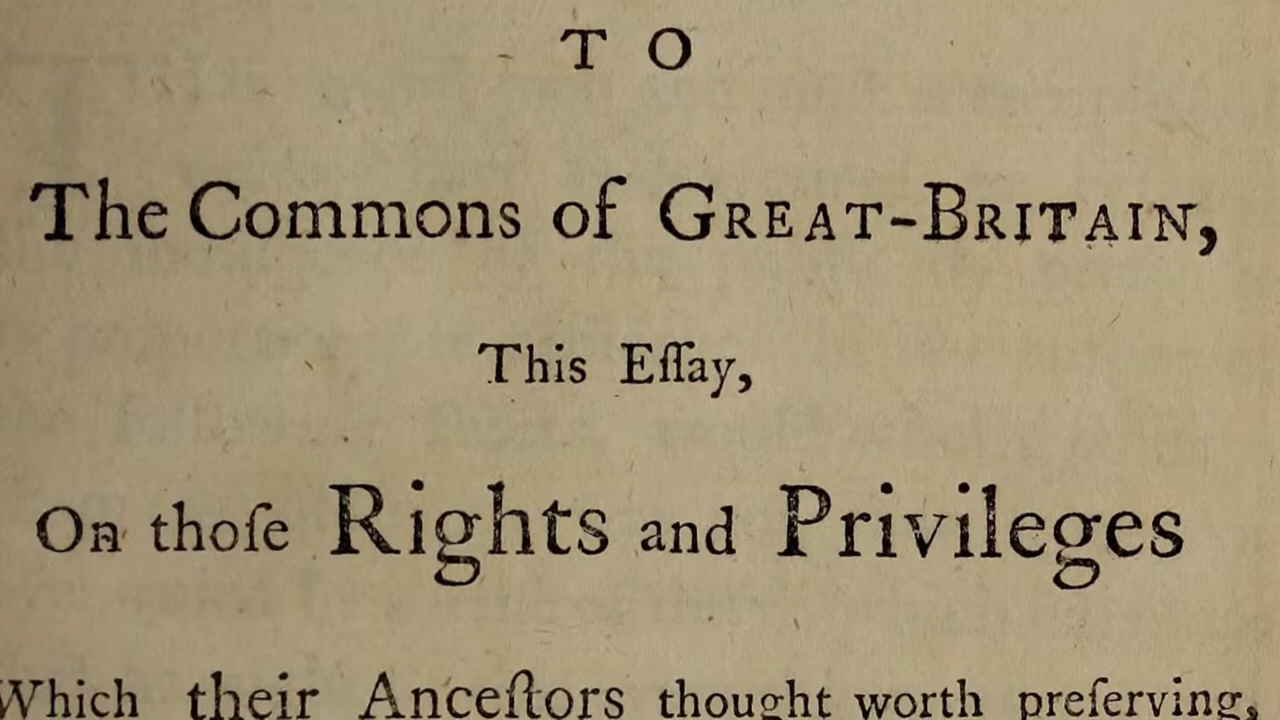 TO
The Commons of GREAT-BRITAIN,
This Eſſay,
On thoſe Rights and Privileges
Which their Anceſtors thought worth preſerving,